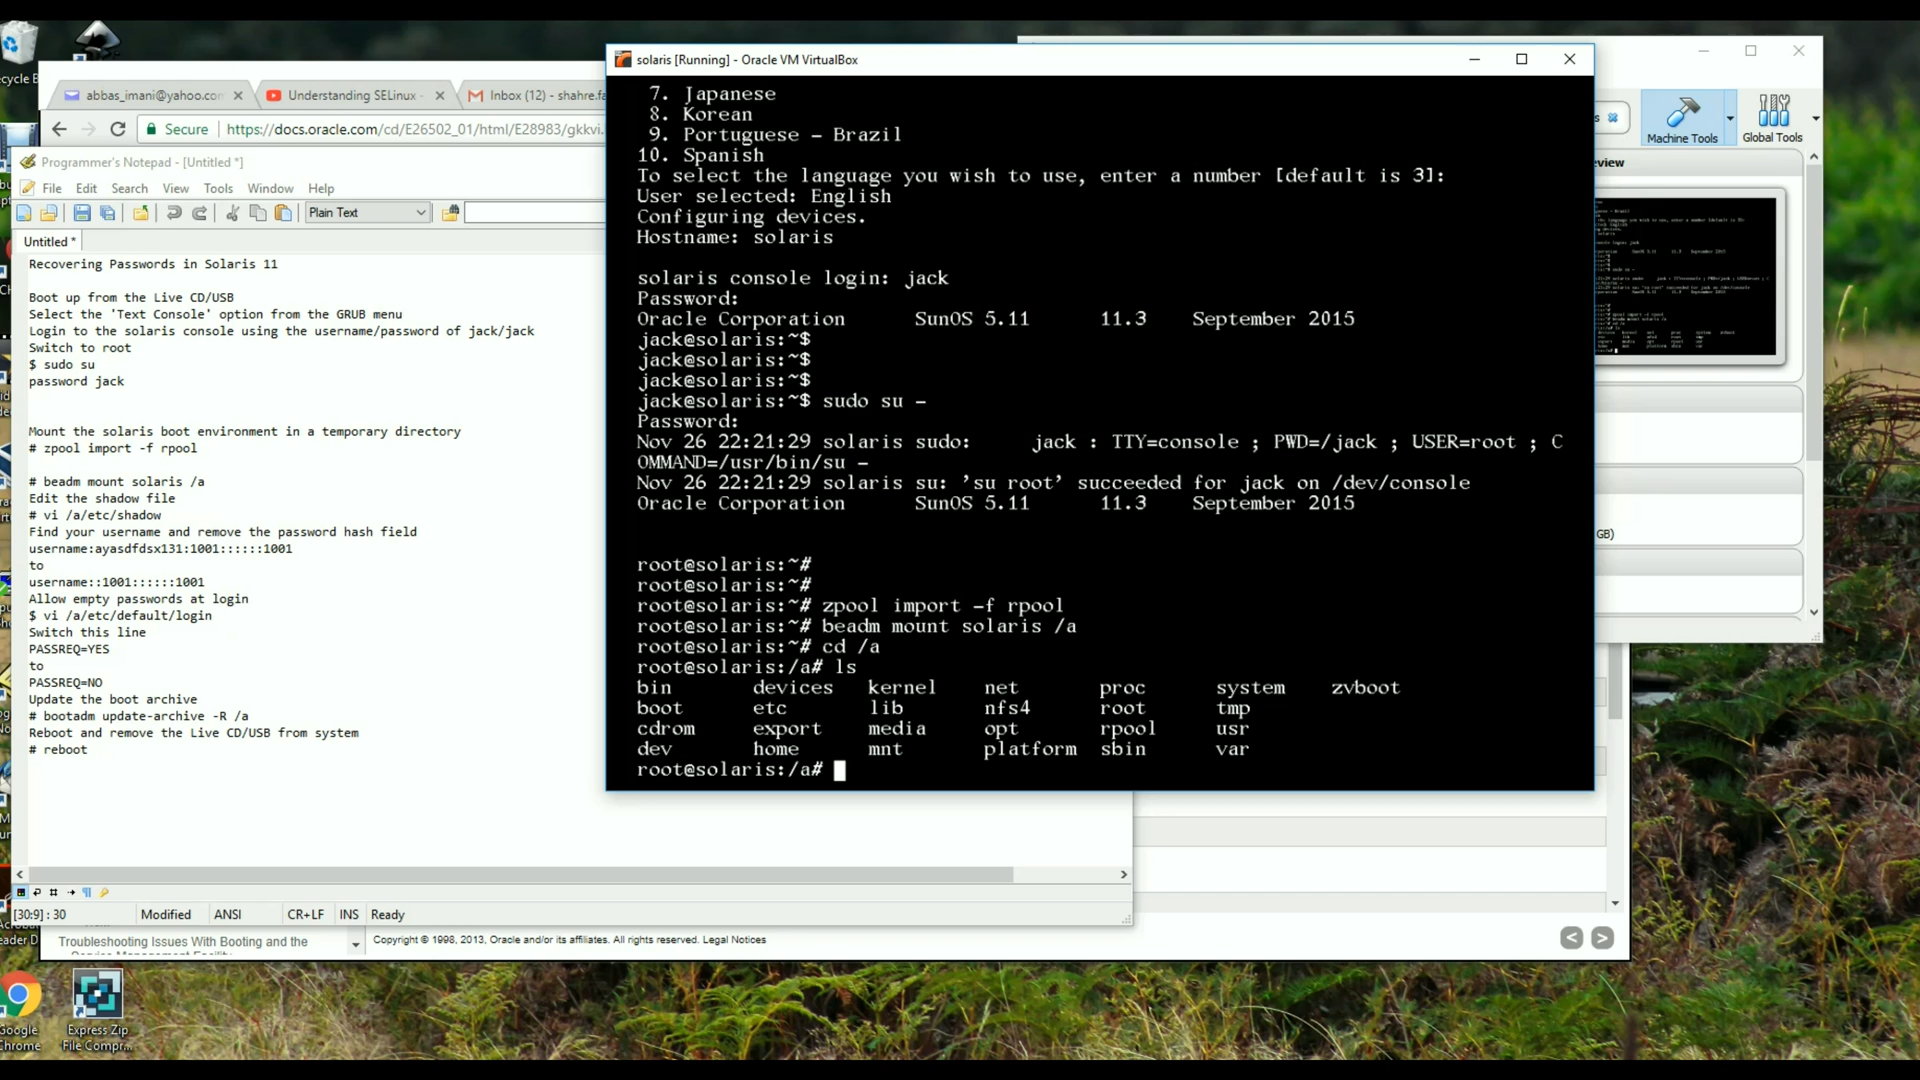 ecycle B
abbas_imani@yahoo.com
Understanding SELinux -
Inbox (12) - shahre.fa
Secure
https://docs.oracle.com/cd/E26502_01/html/E28983/gkkvi.
Programmer's Notepad - [Untitled *]
File Edit Search View Tools Window Help
Plain Text
Untitled *
Recovering Passwords in Solaris 11
Boot up from the Live CD/USB
Select the 'Text Console' option from the GRUB menu
Login to the solaris console using the username/password of jack/jack
Switch to root
$ sudo su
password jack
Mount the solaris boot environment in a temporary directory
# zpool import -f rpool
# beadm mount solaris /a
Edit the shadow file
# vi /a/etc/shadow
Find your username and remove the password hash field
username:ayasdfdsx131:1001::::::1001
to
username::1001::::::1001
Allow empty passwords at login
$ vi /a/etc/default/login
Switch this line
PASSREQ=YES
to
PASSREQ=NO
Update the boot archive
# bootadm update-archive -R /a
Reboot and remove the Live CD/USB from system
# reboot
[30:9] : 30
Modified
ANSI
CR+LF
INS
Ready
Troubleshooting Issues With Booting and the
Copyright © 1998, 2013, Oracle and/or its affiliates. All rights reserved. Legal Notices
solaris [Running] - Oracle VM VirtualBox
7. Japanese
8. Korean
9. Portuguese - Brazil
10. Spanish
To select the language you wish to use, enter a number [default is 3]:
User selected: English
Configuring devices.
Hostname: solaris
solaris console login: jack
Password:
Oracle Corporation SunOS 5.11 11.3 September 2015
jack@solaris:~$
jack@solaris:~$
jack@solaris:~$
jack@solaris:~$ sudo su -
Password:
Nov 26 22:21:29 solaris sudo: jack : TTY=console ; PWD=/jack ; USER=root ; C
OMMAND=/usr/bin/su -
Nov 26 22:21:29 solaris su: 'su root' succeeded for jack on /dev/console
Oracle Corporation SunOS 5.11 11.3 September 2015
root@solaris:~#
root@solaris:~#
root@solaris:~# zpool import -f rpool
root@solaris:~# beadm mount solaris /a
root@solaris:~# cd /a
root@solaris:/a# ls
bin devices kernel net proc system zvboot
boot etc lib nfs4 root tmp
cdrom export media opt rpool usr
dev home mnt platform sbin var
root@solaris:/a#
Machine Tools
Global Tools
view
GB)
Google
Chrome
Express Zip
File Compr...